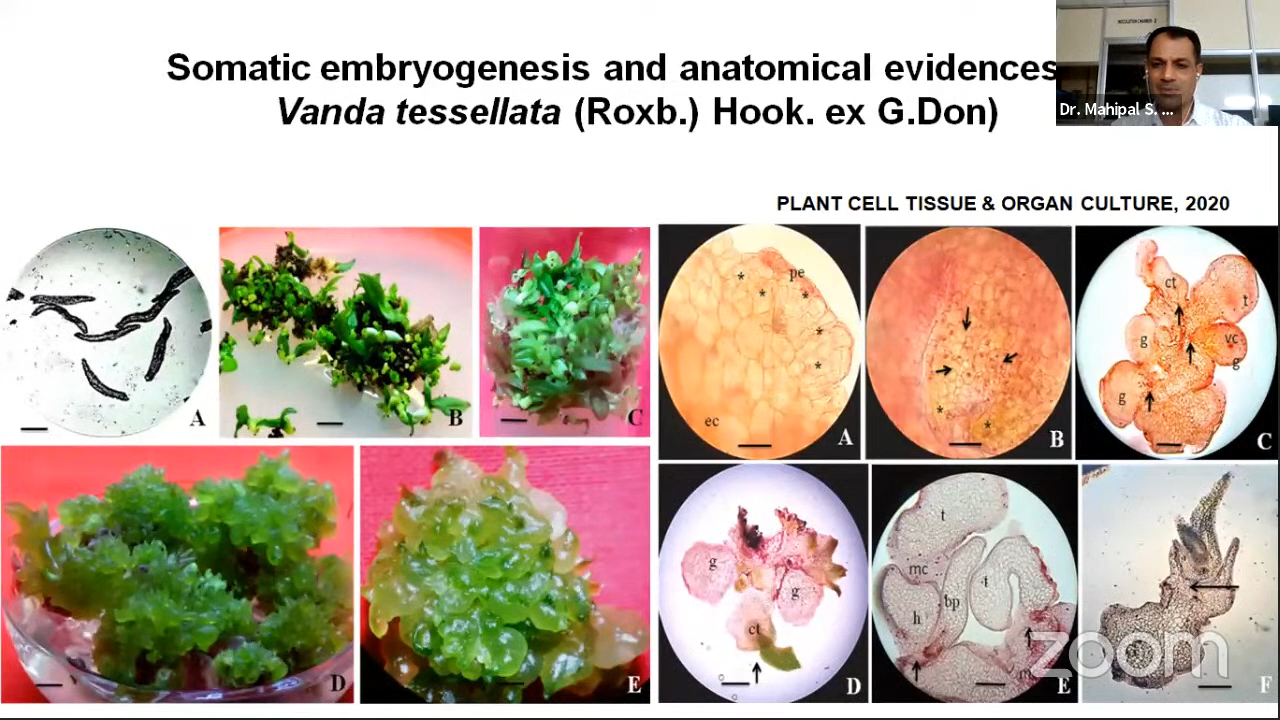 Somatic embryogenesis and anatomical evidences
Vanda tessellata (Roxb.) Hook. ex G.Don)
Dr. Mahipal S. ...
PLANT CELL TISSUE & ORGAN CULTURE, 2020
A
B
C
D
E
* pe
* *
*
*
ec
A
* *
B
ct
t
g
vc
g
g
C
g
g
ct
D
t
mc
t
bp
h
m
E
F
zoom